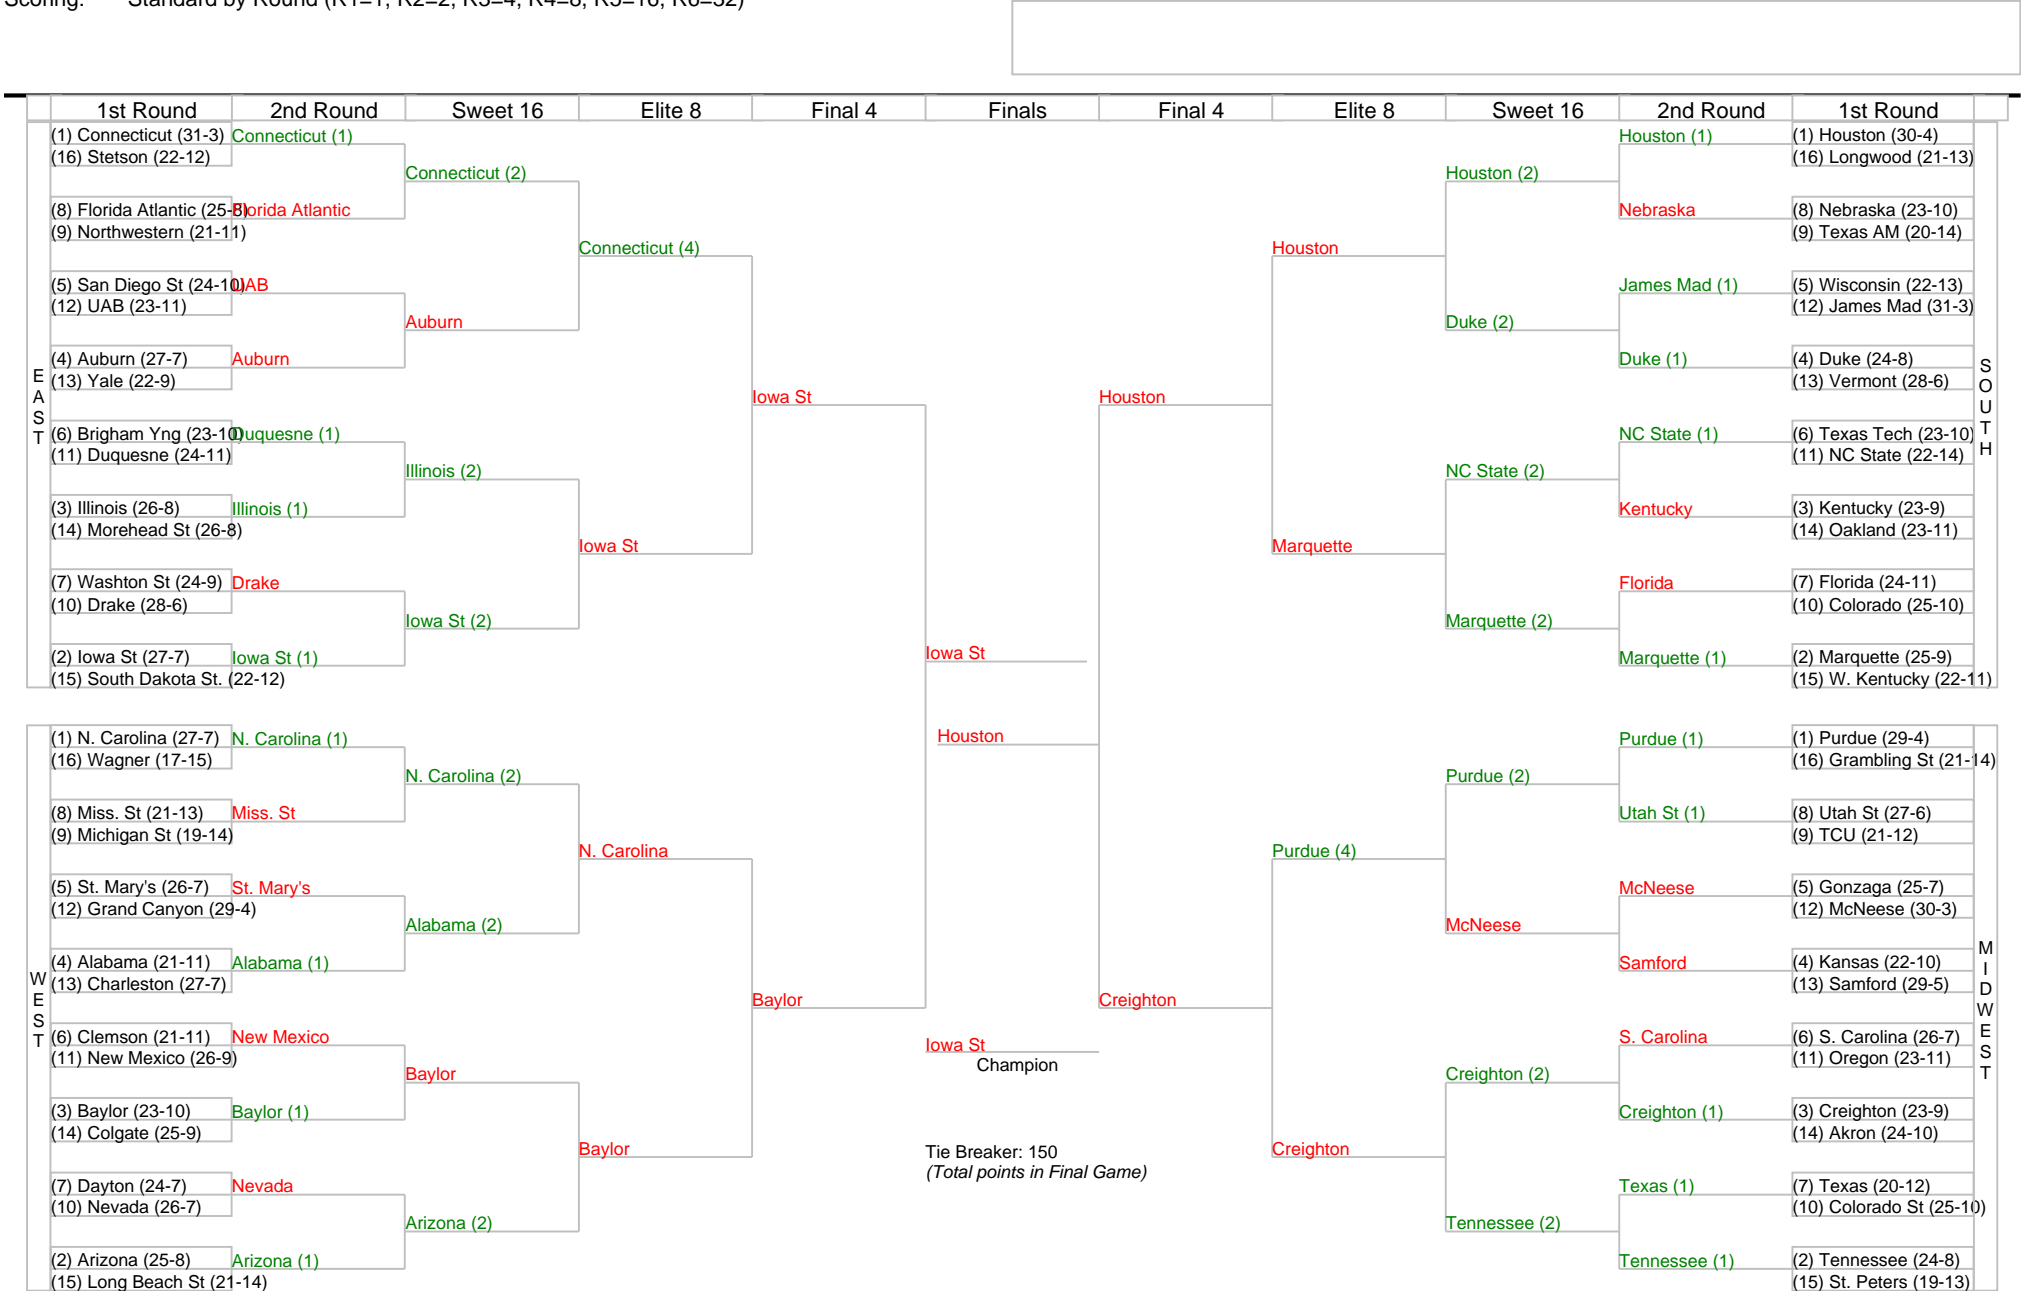 Scoring: Standard by Round (R1=1, R2=2, R3=4, R4=8, R5=16, R6=32)
1st Round 2nd Round Sweet 16 Elite 8 Final 4 Finals Final 4 Elite 8 Sweet 16 2nd Round 1st Round
EAST
(1) Connecticut (31-3)
(16) Stetson (22-12)
(8) Florida Atlantic (25-8)
(9) Northwestern (21-11)
(5) San Diego St (24-10)
(12) UAB (23-11)
(4) Auburn (27-7)
(13) Yale (22-9)
(6) Brigham Yng (23-10)
(11) Duquesne (24-11)
(3) Illinois (26-8)
(14) Morehead St (26-8)
(7) Washton St (24-9)
(10) Drake (28-6)
(2) Iowa St (27-7)
(15) South Dakota St. (22-12)
Connecticut (1)
Florida Atlantic
UAB
Auburn
Duquesne (1)
Illinois (1)
Drake
Iowa St (1)
Connecticut (2)
Auburn
Illinois (2)
Iowa St (2)
Connecticut (4)
Iowa St
Iowa St
WEST
(1) N. Carolina (27-7)
(16) Wagner (17-15)
(8) Miss. St (21-13)
(9) Michigan St (19-14)
(5) St. Mary's (26-7)
(12) Grand Canyon (29-4)
(4) Alabama (21-11)
(13) Charleston (27-7)
(6) Clemson (21-11)
(11) New Mexico (26-9)
(3) Baylor (23-10)
(14) Colgate (25-9)
(7) Dayton (24-7)
(10) Nevada (26-7)
(2) Arizona (25-8)
(15) Long Beach St (21-14)
N. Carolina (1)
Miss. St
St. Mary's
Alabama (1)
New Mexico
Baylor (1)
Nevada
Arizona (1)
N. Carolina (2)
Alabama (2)
Baylor
Arizona (2)
N. Carolina
Baylor
Baylor
Iowa St
Houston
Iowa St
Champion
Tie Breaker: 150
(Total points in Final Game)
Houston
Houston
Marquette
Houston (2)
Duke (2)
NC State (2)
Marquette (2)
Houston (1)
Nebraska
James Mad (1)
Duke (1)
NC State (1)
Kentucky
Florida
Marquette (1)
(1) Houston (30-4)
(16) Longwood (21-13)
(8) Nebraska (23-10)
(9) Texas AM (20-14)
(5) Wisconsin (22-13)
(12) James Mad (31-3)
(4) Duke (24-8)
(13) Vermont (28-6)
(6) Texas Tech (23-10)
(11) NC State (22-14)
(3) Kentucky (23-9)
(14) Oakland (23-11)
(7) Florida (24-11)
(10) Colorado (25-10)
(2) Marquette (25-9)
(15) W. Kentucky (22-11)
SOUTH
Creighton
Purdue (4)
Creighton
Purdue (2)
McNeese
Creighton (2)
Tennessee (2)
Purdue (1)
Utah St (1)
McNeese
Samford
S. Carolina
Creighton (1)
Texas (1)
Tennessee (1)
(1) Purdue (29-4)
(16) Grambling St (21-14)
(8) Utah St (27-6)
(9) TCU (21-12)
(5) Gonzaga (25-7)
(12) McNeese (30-3)
(4) Kansas (22-10)
(13) Samford (29-5)
(6) S. Carolina (26-7)
(11) Oregon (23-11)
(3) Creighton (23-9)
(14) Akron (24-10)
(7) Texas (20-12)
(10) Colorado St (25-10)
(2) Tennessee (24-8)
(15) St. Peters (19-13)
MIDWEST